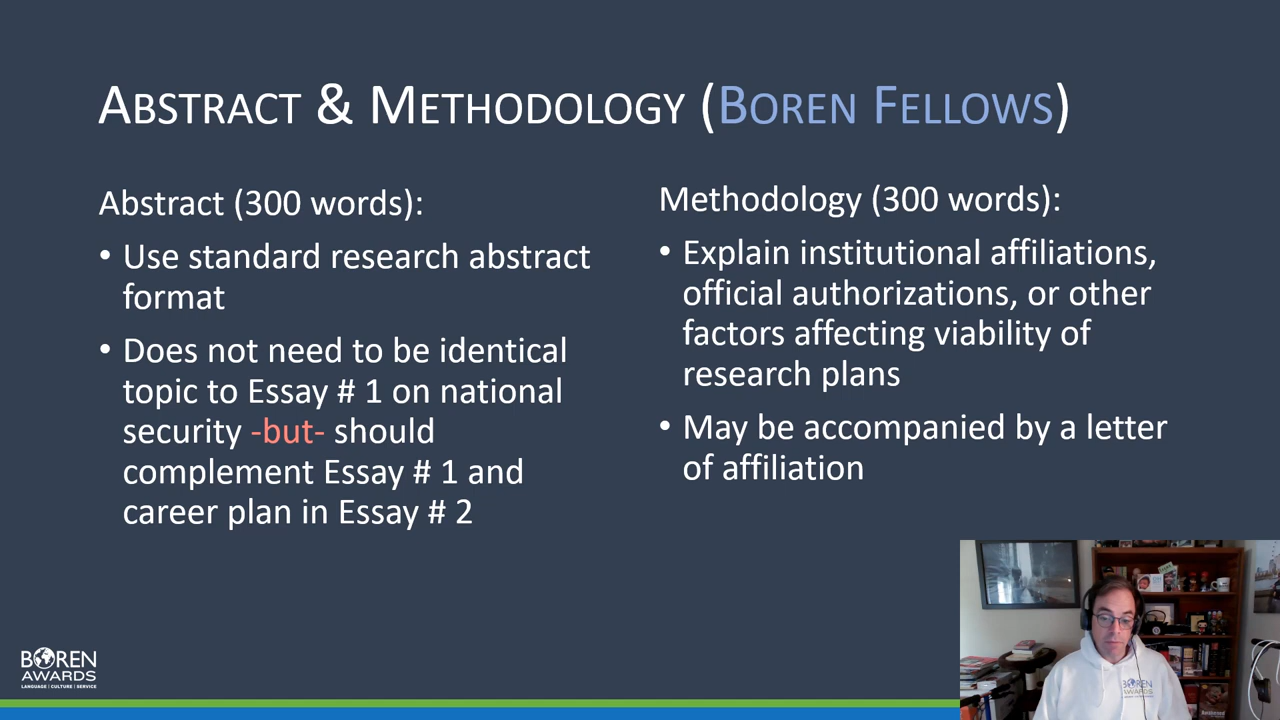 ABSTRACT & METHODOLOGY (BOREN FELLOWS)
Abstract (300 words):
• Use standard research abstract
format
• Does not need to be identical
topic to Essay # 1 on national
security -but- should
complement Essay # 1 and
career plan in Essay # 2
Methodology (300 words):
• Explain institutional affiliations,
official authorizations, or other
factors affecting viability of
research plans
• May be accompanied by a letter
of affiliation
BOREN
AWARDS
LANGUAGE | CULTURE | SERVICE
BOREN
AWARDS